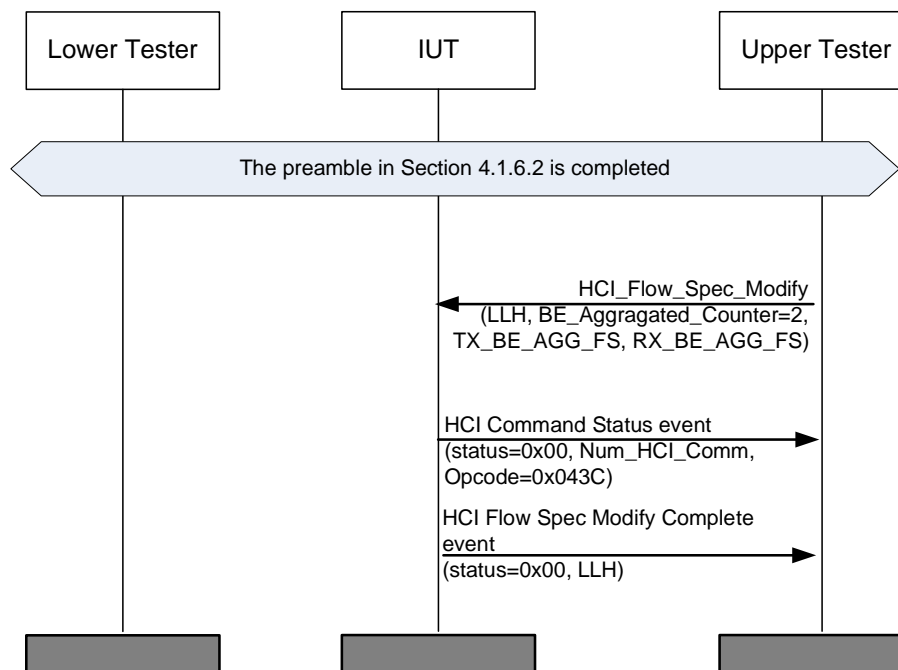 Lower Tester
IUT
Upper Tester
The preamble in Section 4.1.6.2 is completed
HCI_Flow_Spec_Modify
(LLH, BE_Aggragated_Counter=2,
TX_BE_AGG_FS, RX_BE_AGG_FS)
HCI Command Status event
(status=0x00, Num_HCI_Comm,
Opcode=0x043C)
HCI Flow Spec Modify Complete
event
(status=0x00, LLH)